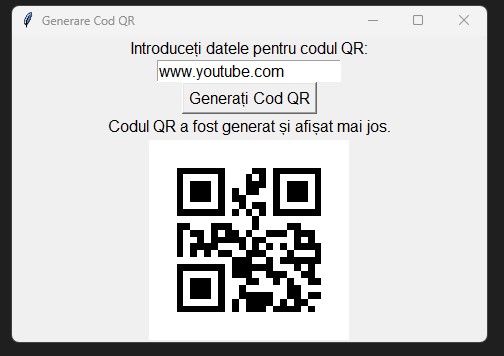 Generare Cod QR
Introduceți datele pentru codul QR:
www.youtube.com
Generați Cod QR
Codul QR a fost generat și afișat mai jos.